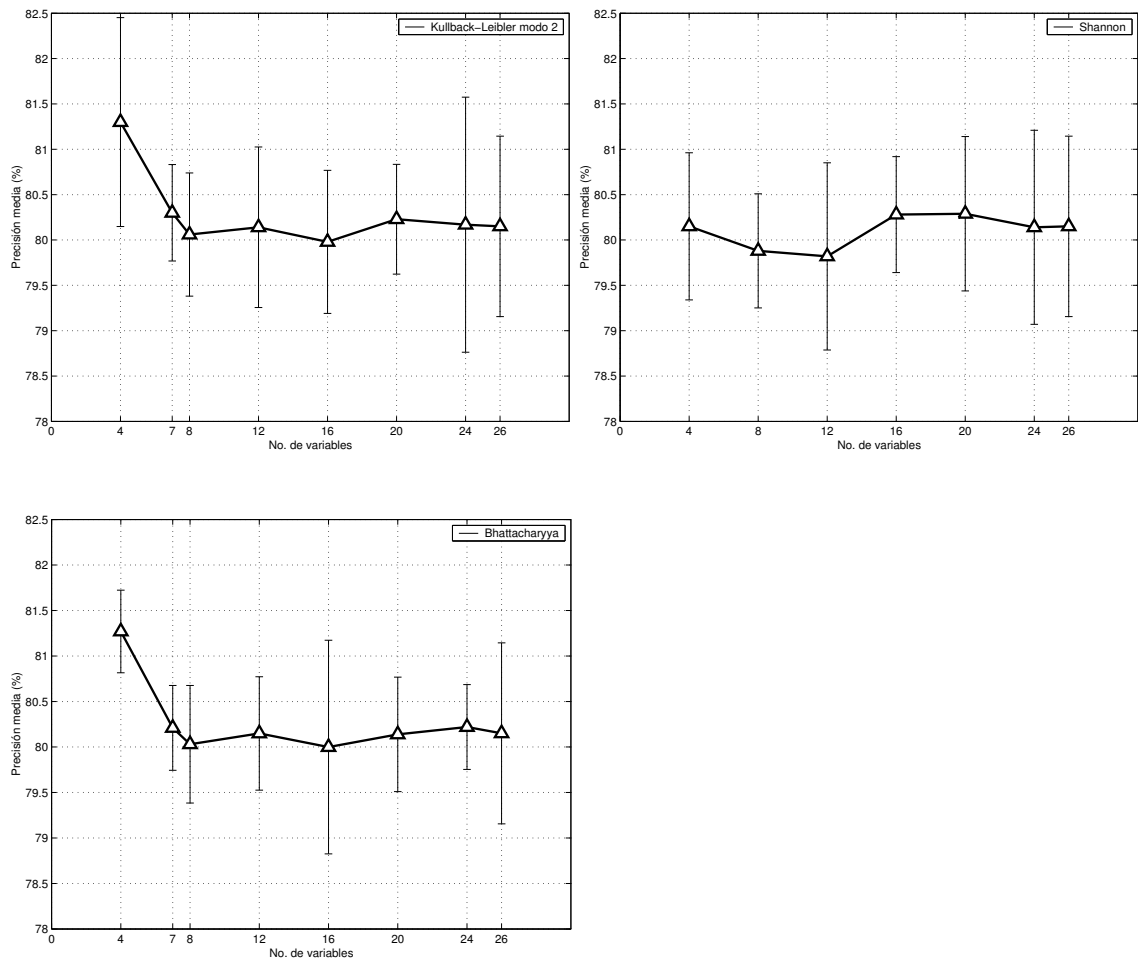 82.5
Kullback−Leibler modo 2
82
81.5
81
80.5
80
79.5
79
78.5
78
Precisión media (%)
0 4 7 8 12 16 20 24 26
No. de variables
82.5
Shannon
82
81.5
81
80.5
80
79.5
79
78.5
78
Precisión media (%)
0 4 8 12 16 20 24 26
No. de variables
82.5
Bhattacharyya
82
81.5
81
80.5
80
79.5
79
78.5
78
Precisión media (%)
0 4 7 8 12 16 20 24 26
No. de variables